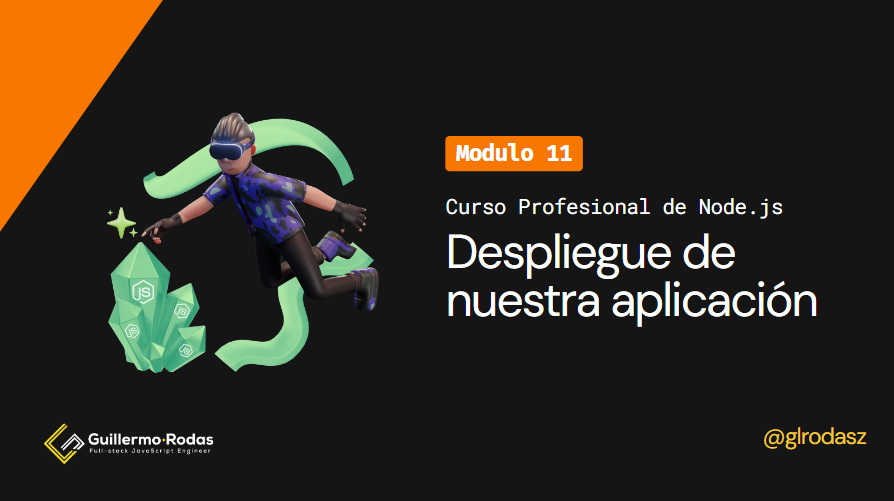 Modulo 11
Curso Profesional de Node.js
Despliegue de
nuestra aplicación
JS
JS
JS
JS
Guillermo·Rodas
Full-stack JavaScript Engineer
@glrodasz